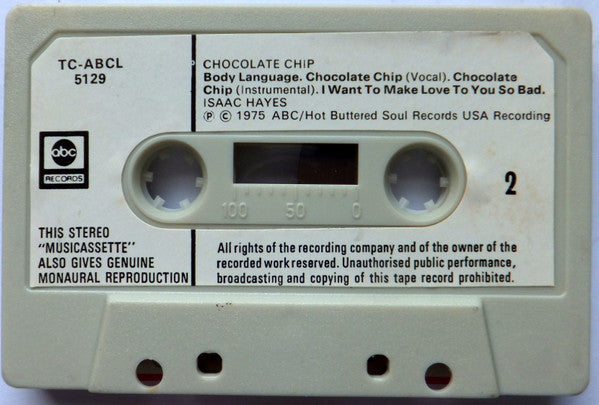 TC-ABCL
5129
CHOCOLATE CHIP
Body Language. Chocolate Chip (Vocal). Chocolate
Chip (Instrumental). I Want To Make Love To You So Bad.
ISAAC HAYES
Ⓟ © 1975 ABC/Hot Buttered Soul Records USA Recording
abc
RECORDS
100 50 0
2
THIS STEREO
"MUSICASSETTE"
ALSO GIVES GENUINE
MONAURAL REPRODUCTION
All rights of the recording company and of the owner of the
recorded work reserved. Unauthorised public performance,
broadcasting and copying of this tape record prohibited.